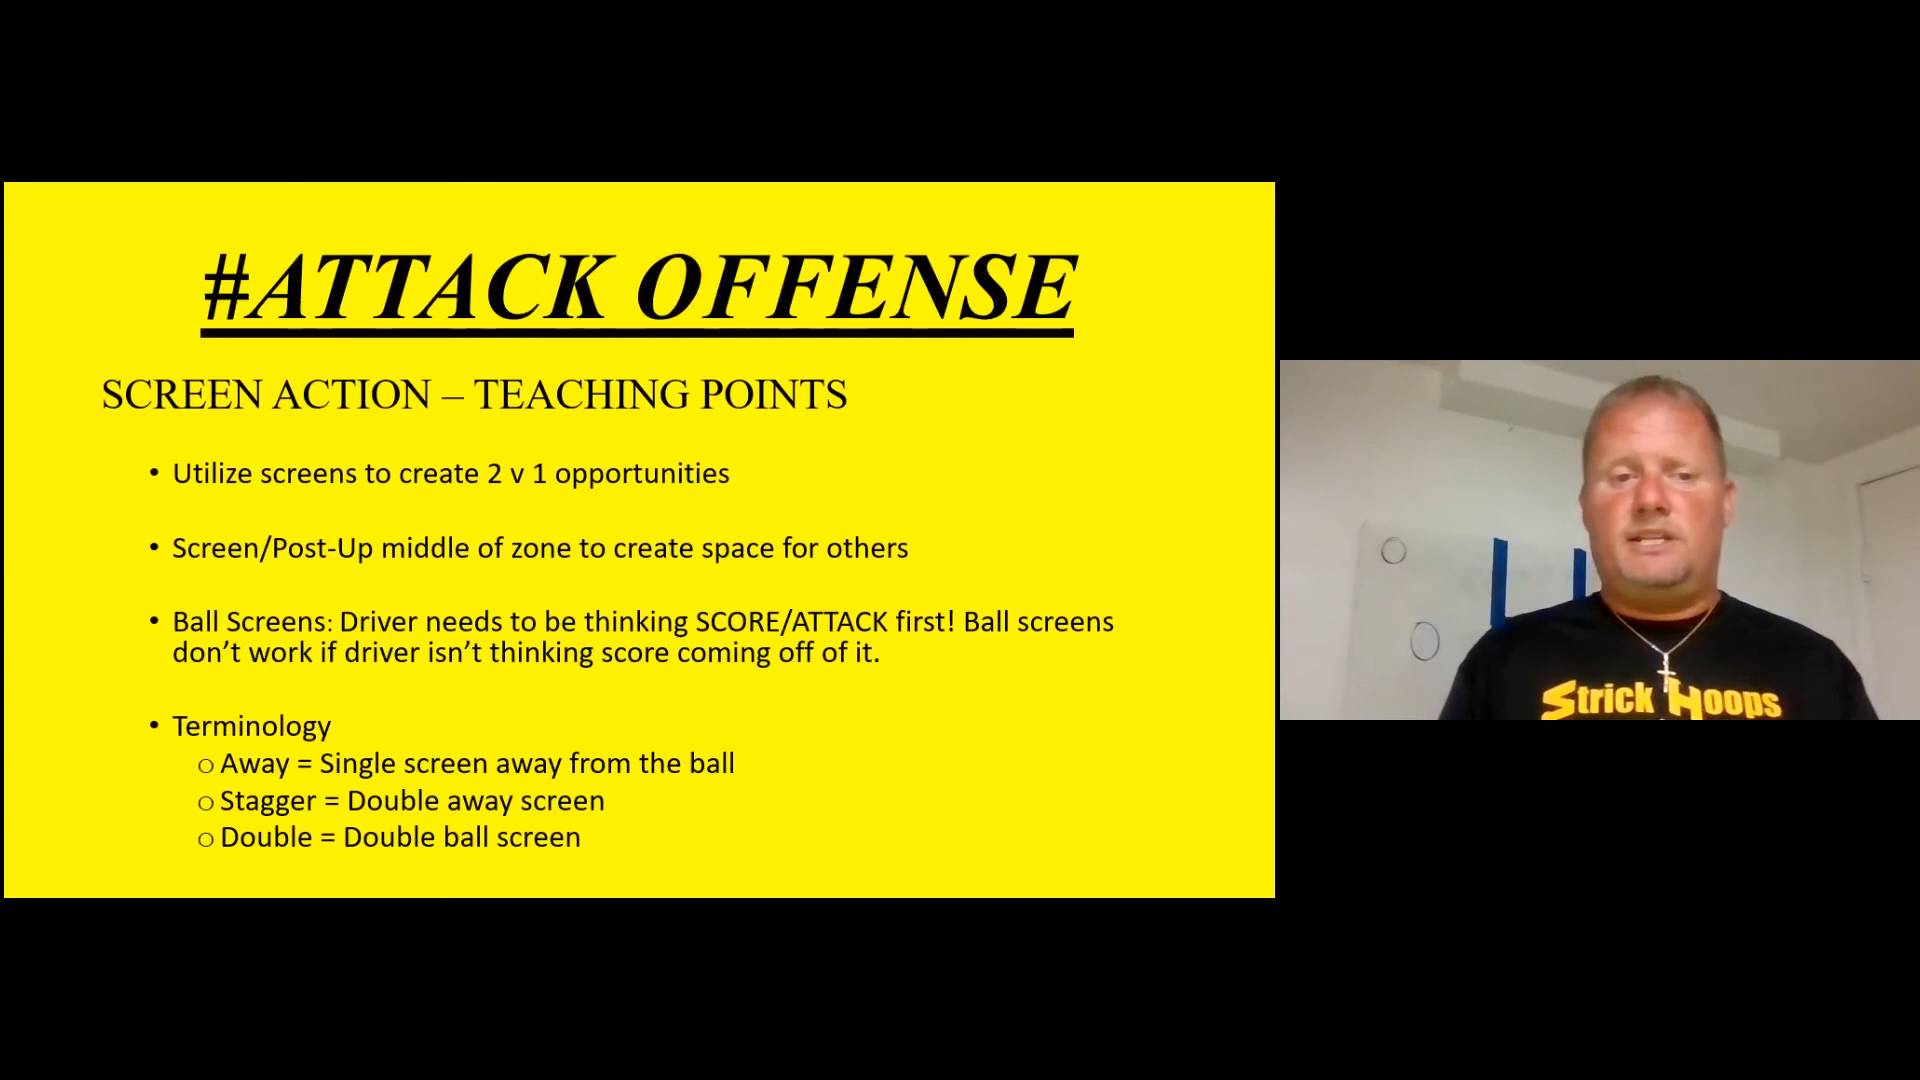 #ATTACK OFFENSE
SCREEN ACTION – TEACHING POINTS
• Utilize screens to create 2 v 1 opportunities
• Screen/Post-Up middle of zone to create space for others
• Ball Screens: Driver needs to be thinking SCORE/ATTACK first! Ball screens
don’t work if driver isn’t thinking score coming off of it.
• Terminology
o Away = Single screen away from the ball
o Stagger = Double away screen
o Double = Double ball screen
Strick Hoops